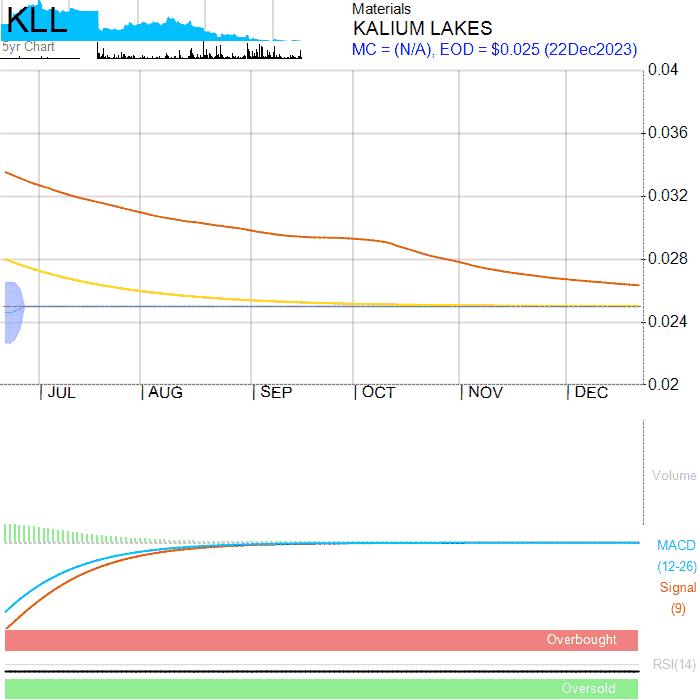 KLL
5yr Chart
Materials
KALIUM LAKES
MC = (N/A), EOD = $0.025 (22Dec2023)
0.04
0.036
0.032
0.028
0.024
0.02
JUL AUG SEP OCT NOV DEC
Volume
MACD
(12-26)
Signal
(9)
Overbought
RSI(14)
Oversold